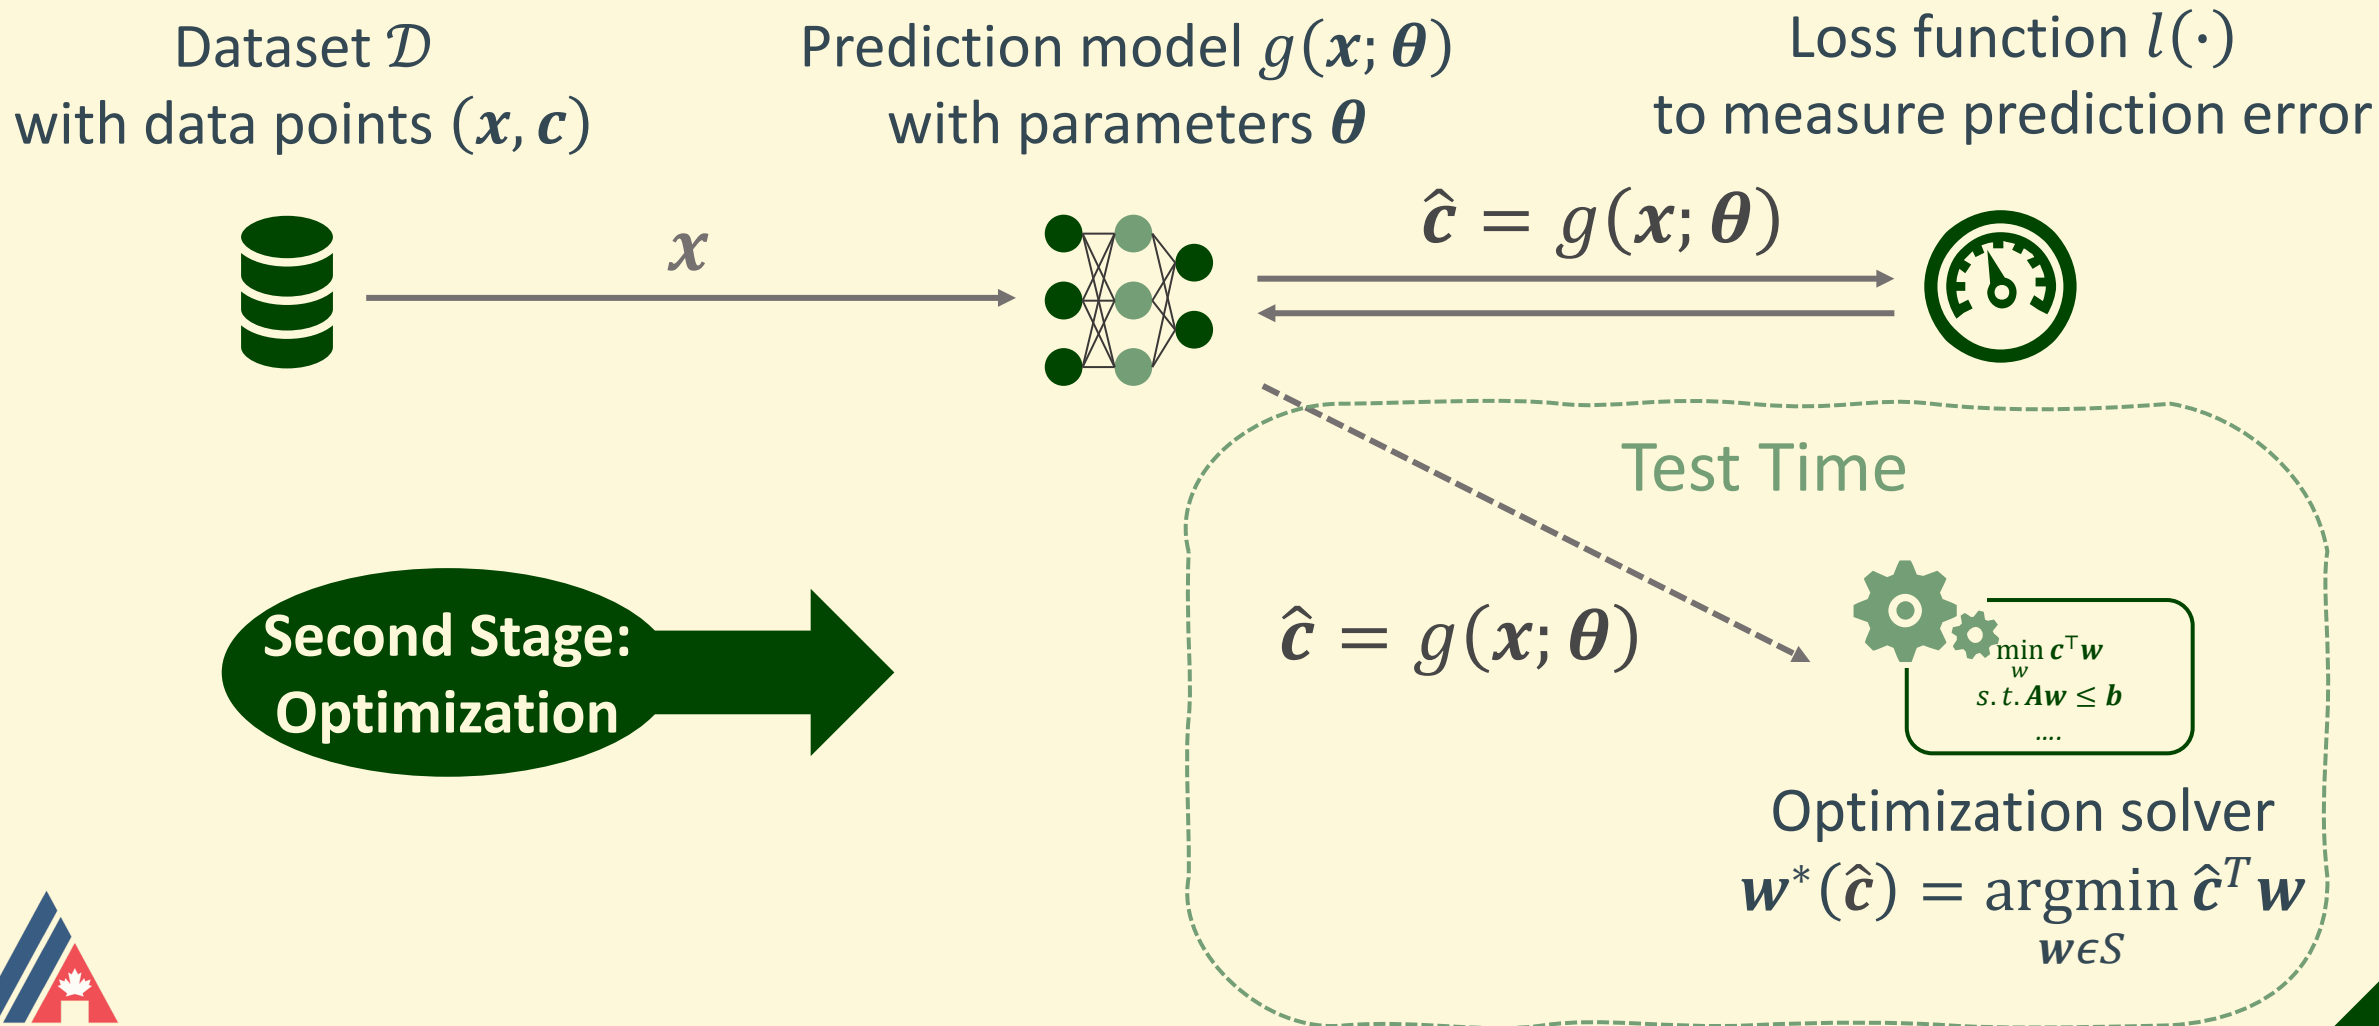 Dataset 𝒟
with data points (x, c)
Prediction model g(x; θ)
with parameters θ
Loss function l(·)
to measure prediction error
x
ĉ = g(x; θ)
Test Time
Second Stage:
Optimization
ĉ = g(x; θ)
min c⊤w
w
s.t. Aw ≤ b
....
Optimization solver
w*(ĉ) = argmin ĉᵀw
wϵS